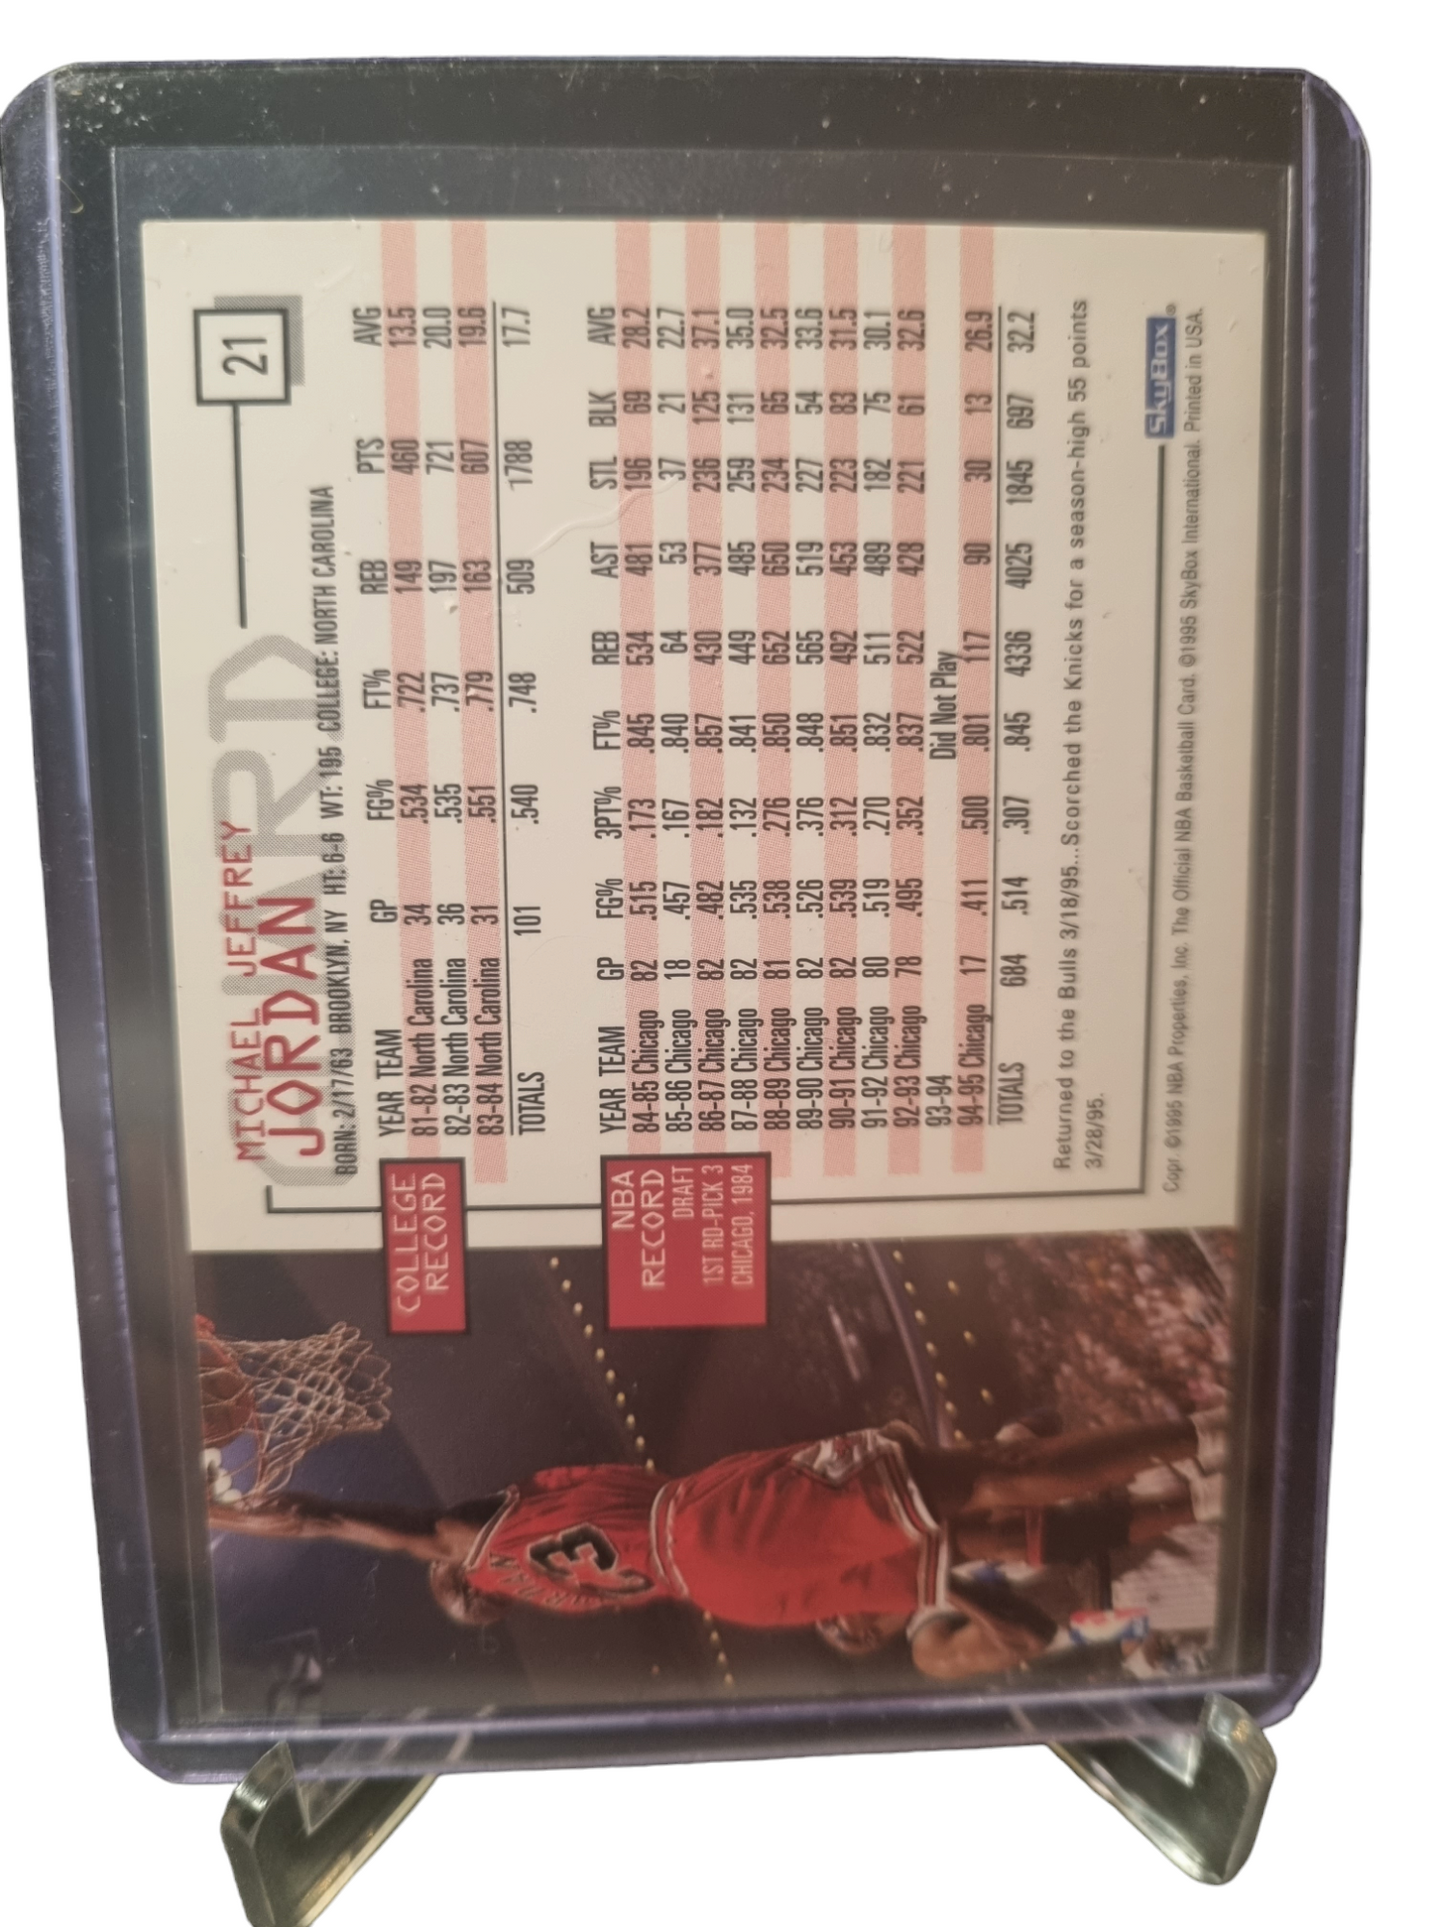 21
MICHAEL JEFFREY
JORDAN
BORN: 2/17/63 BROOKLYN, NY HT: 6-6 WT: 195 COLLEGE: NORTH CAROLINA
COLLEGE
RECORD
YEAR TEAM GP FG% FT% REB PTS AVG
81-82 North Carolina 34 .534 .722 149 460 13.5
82-83 North Carolina 36 .535 .737 197 721 20.0
83-84 North Carolina 31 .551 .779 163 607 19.6
TOTALS 101 .540 .748 509 1788 17.7
NBA
RECORD
DRAFT
1ST RD-PICK 3
CHICAGO, 1984
YEAR TEAM GP FG% 3PT% FT% REB AST STL BLK AVG
84-85 Chicago 82 .515 .173 .845 534 481 196 69 28.2
85-86 Chicago 18 .457 .167 .840 64 53 37 21 22.7
86-87 Chicago 82 .482 .182 .857 430 377 236 125 37.1
87-88 Chicago 82 .535 .132 .841 449 485 259 131 35.0
88-89 Chicago 81 .538 .276 .850 652 650 234 65 32.5
89-90 Chicago 82 .526 .376 .848 565 519 227 54 33.6
90-91 Chicago 82 .539 .312 .851 492 453 223 83 31.5
91-92 Chicago 80 .519 .270 .832 511 489 182 75 30.1
92-93 Chicago 78 .495 .352 .837 522 428 221 61 32.6
93-94 Did Not Play
94-95 Chicago 17 .411 .500 .801 117 90 30 13 26.9
TOTALS 684 .514 .307 .845 4336 4025 1845 697 32.2
Returned to the Bulls 3/18/95...Scorched the Knicks for a season-high 55 points
3/28/95.
SkyBox®
Copr. ©1995 NBA Properties, Inc. The Official NBA Basketball Card. ©1995 SkyBox International. Printed in USA.